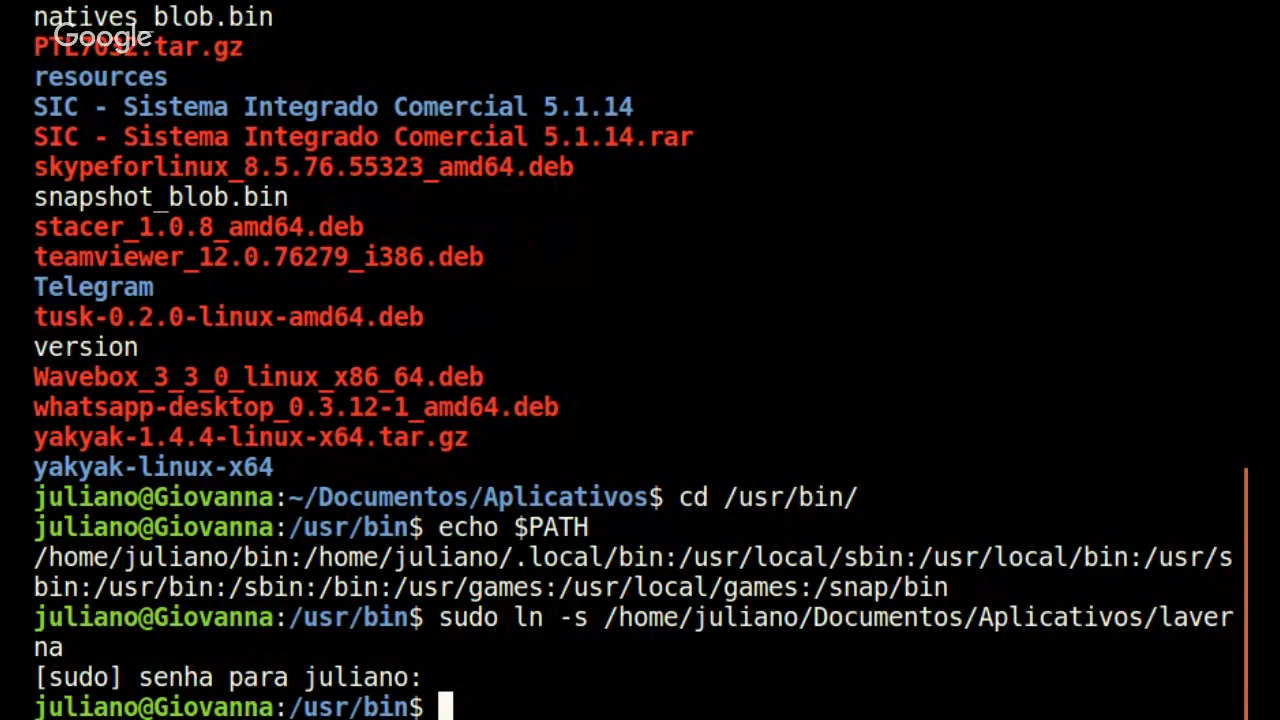 natives_blob.bin
Google
PTL7032.tar.gz
resources
SIC - Sistema Integrado Comercial 5.1.14
SIC - Sistema Integrado Comercial 5.1.14.rar
skypeforlinux_8.5.76.55323_amd64.deb
snapshot_blob.bin
stacer_1.0.8_amd64.deb
teamviewer_12.0.76279_i386.deb
Telegram
tusk-0.2.0-linux-amd64.deb
version
Wavebox_3_3_0_linux_x86_64.deb
whatsapp-desktop_0.3.12-1_amd64.deb
yakyak-1.4.4-linux-x64.tar.gz
yakyak-linux-x64
juliano@Giovanna:~/Documentos/Aplicativos$ cd /usr/bin/
juliano@Giovanna:/usr/bin$ echo $PATH
/home/juliano/bin:/home/juliano/.local/bin:/usr/local/sbin:/usr/local/bin:/usr/s
bin:/usr/bin:/sbin:/bin:/usr/games:/usr/local/games:/snap/bin
juliano@Giovanna:/usr/bin$ sudo ln -s /home/juliano/Documentos/Aplicativos/laver
na
[sudo] senha para juliano:
juliano@Giovanna:/usr/bin$